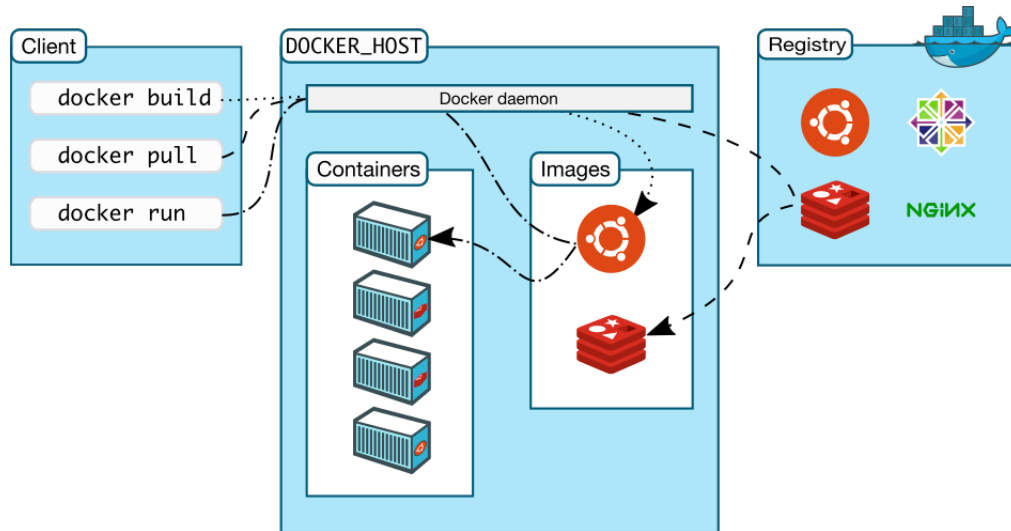 Client
docker build
docker pull
docker run
DOCKER_HOST
Docker daemon
Containers
Images
Registry
NGINX